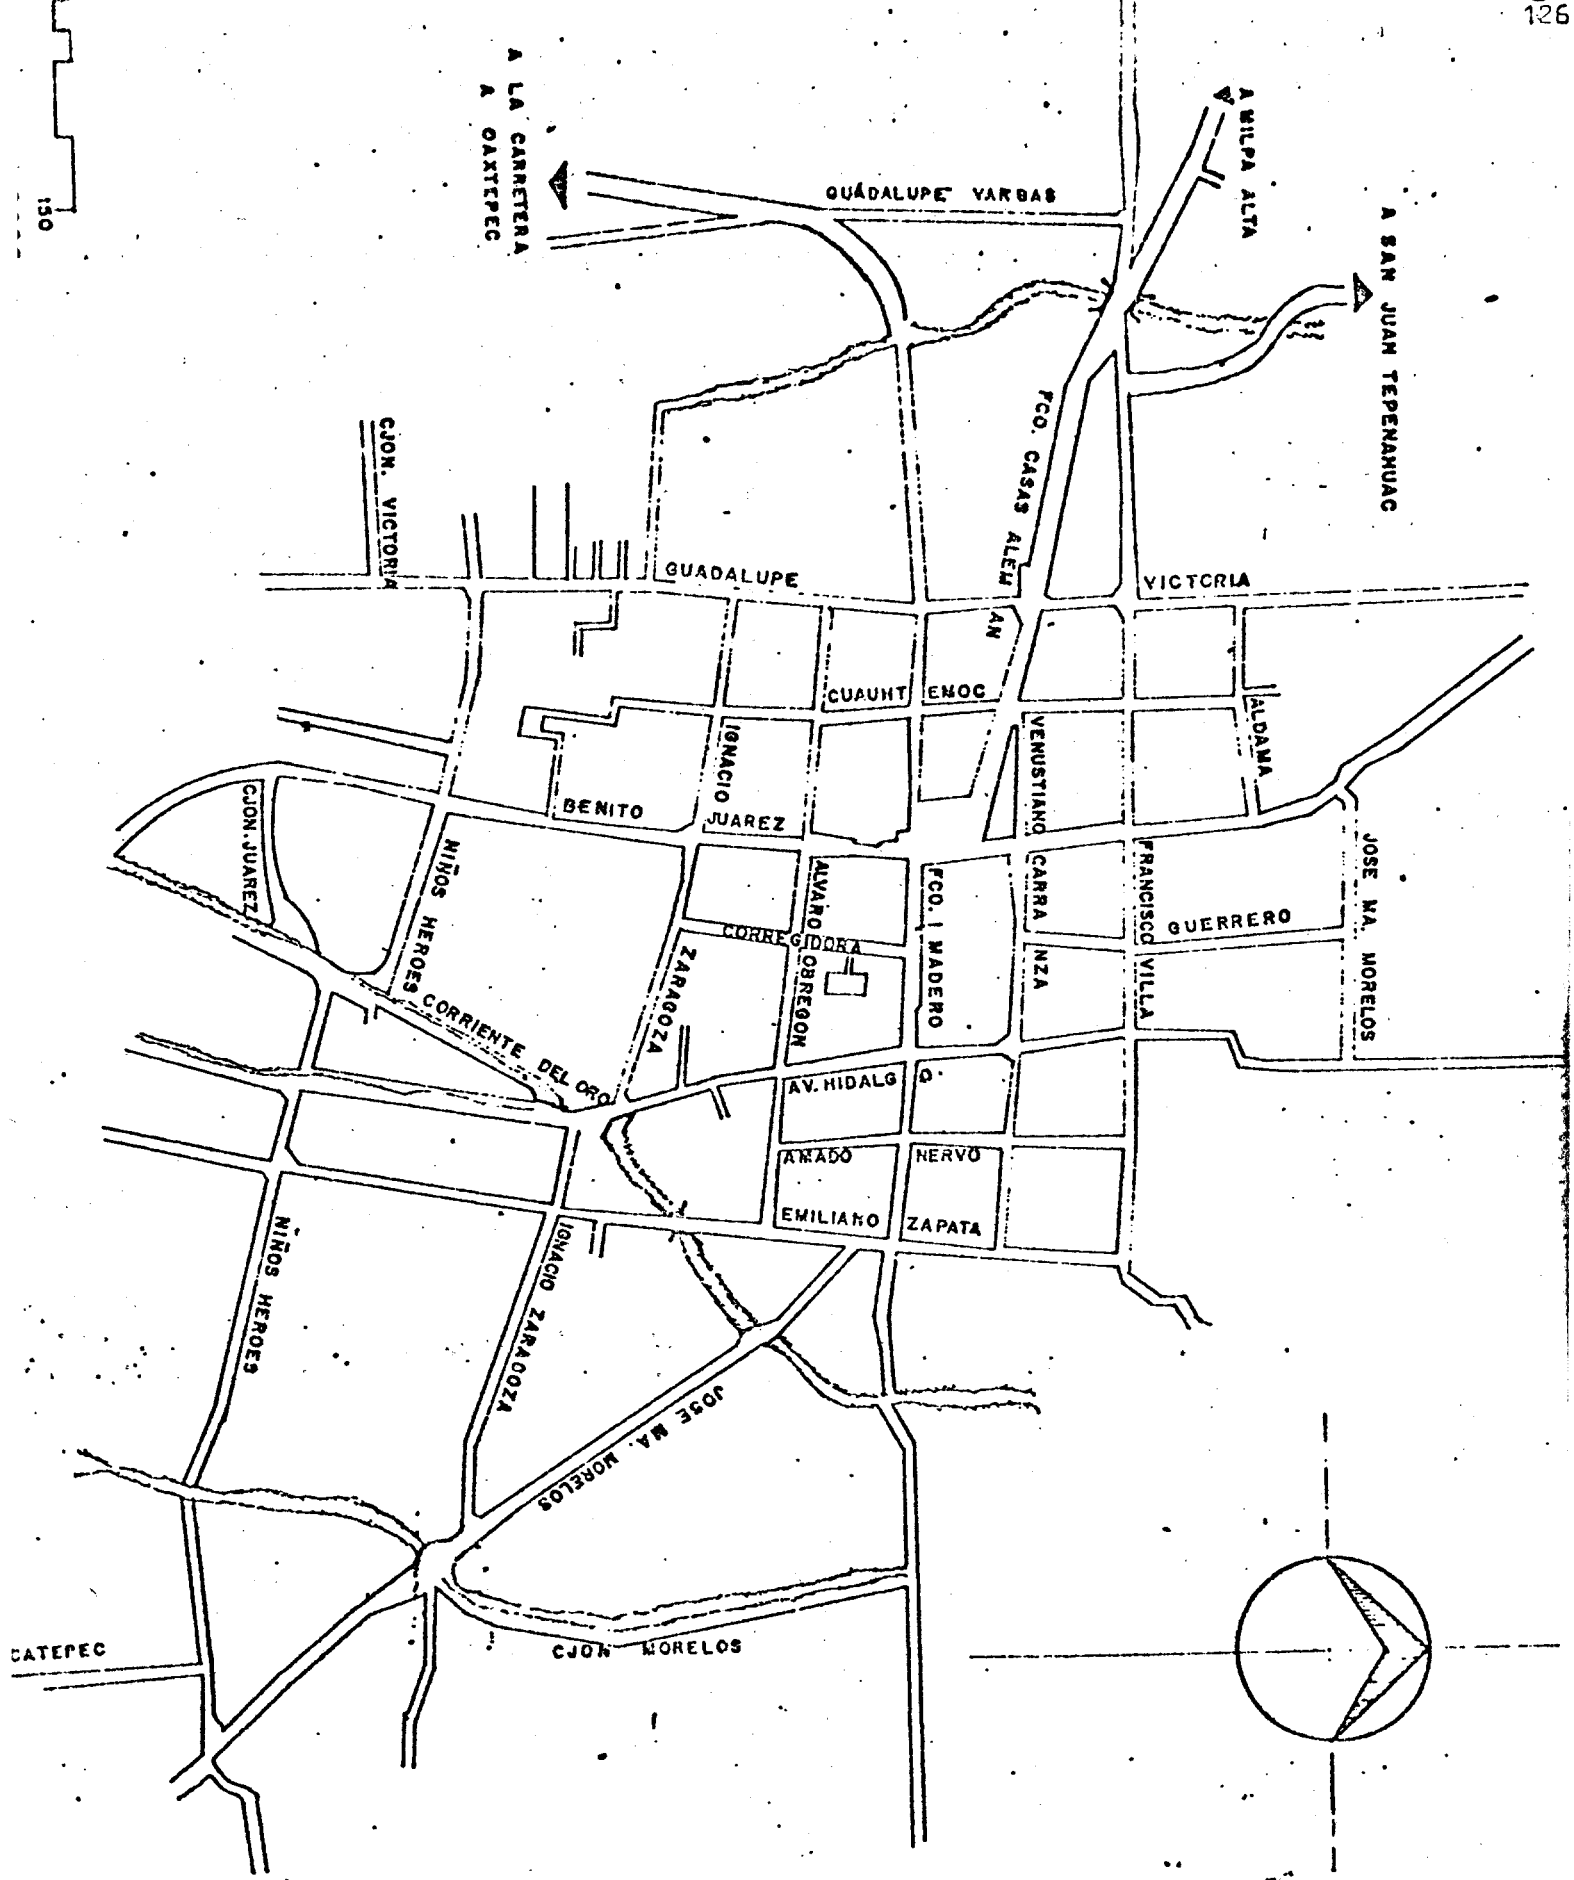 126
A LA CARRETERA
A OAXTEPEC
A MILPA ALTA
A SAN JUAN TEPENAHUAC
150
GUADALUPE VARGAS
FCO. CASAS ALEM AN
CJON. VICTORIA
GUADALUPE VICTORIA
CUAUHT EMOC
ALDAMA
IGNACIO
VENUSTIANO CARRA NZA
BENITO JUAREZ
CJON. JUAREZ
NIÑOS HEROES
ALVARO OBREGON
FCO. I MADERO
FRANCISCO VILLA
GUERRERO
JOSE MA. MORELOS
CORREGIDORA
ZARAGOZA
CORRIENTE DEL ORO
AV. HIDALG O.
AMADO NERVO
EMILIANO ZAPATA
NIÑOS HEROES
IGNACIO ZARAGOZA
JOSE MA. MORELOS
CJON MORELOS
CATEPEC